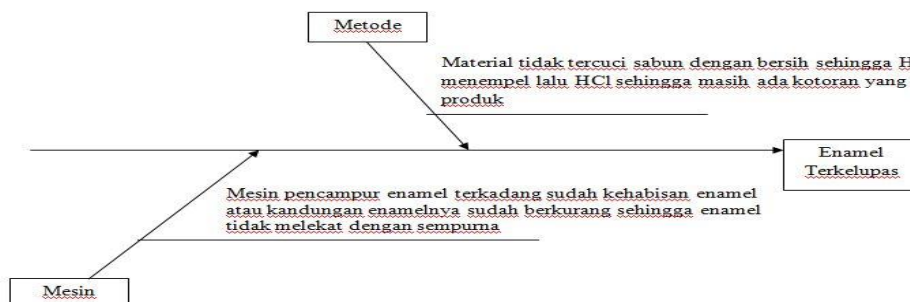 Metode
Material tidak tercuci sabun dengan bersih sehingga H
menempel lalu HCl sehingga masih ada kotoran yang
produk
Enamel
Terkelupas
Mesin pencampur enamel terkadang sudah kehabisan enamel
atau kandungan enamelnya sudah berkurang sehingga enamel
tidak melekat dengan sempurna
Mesin